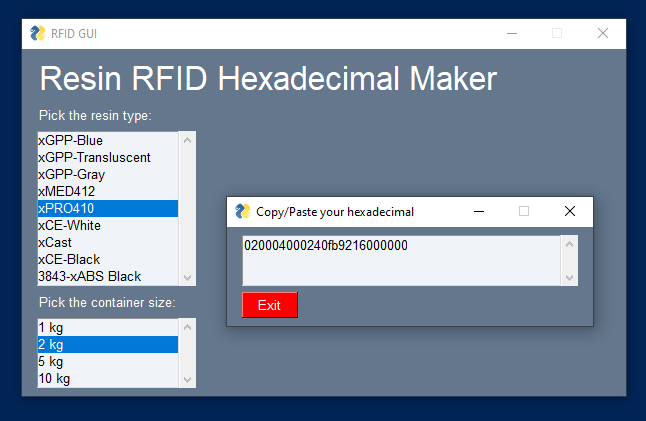 RFID GUI
Resin RFID Hexadecimal Maker
Pick the resin type:
xGPP-Blue
xGPP-Transluscent
xGPP-Gray
xMED412
xPRO410
xCE-White
xCast
xCE-Black
3843-xABS Black
Pick the container size:
1 kg
2 kg
5 kg
10 kg
Copy/Paste your hexadecimal
020004000240fb9216000000
Exit